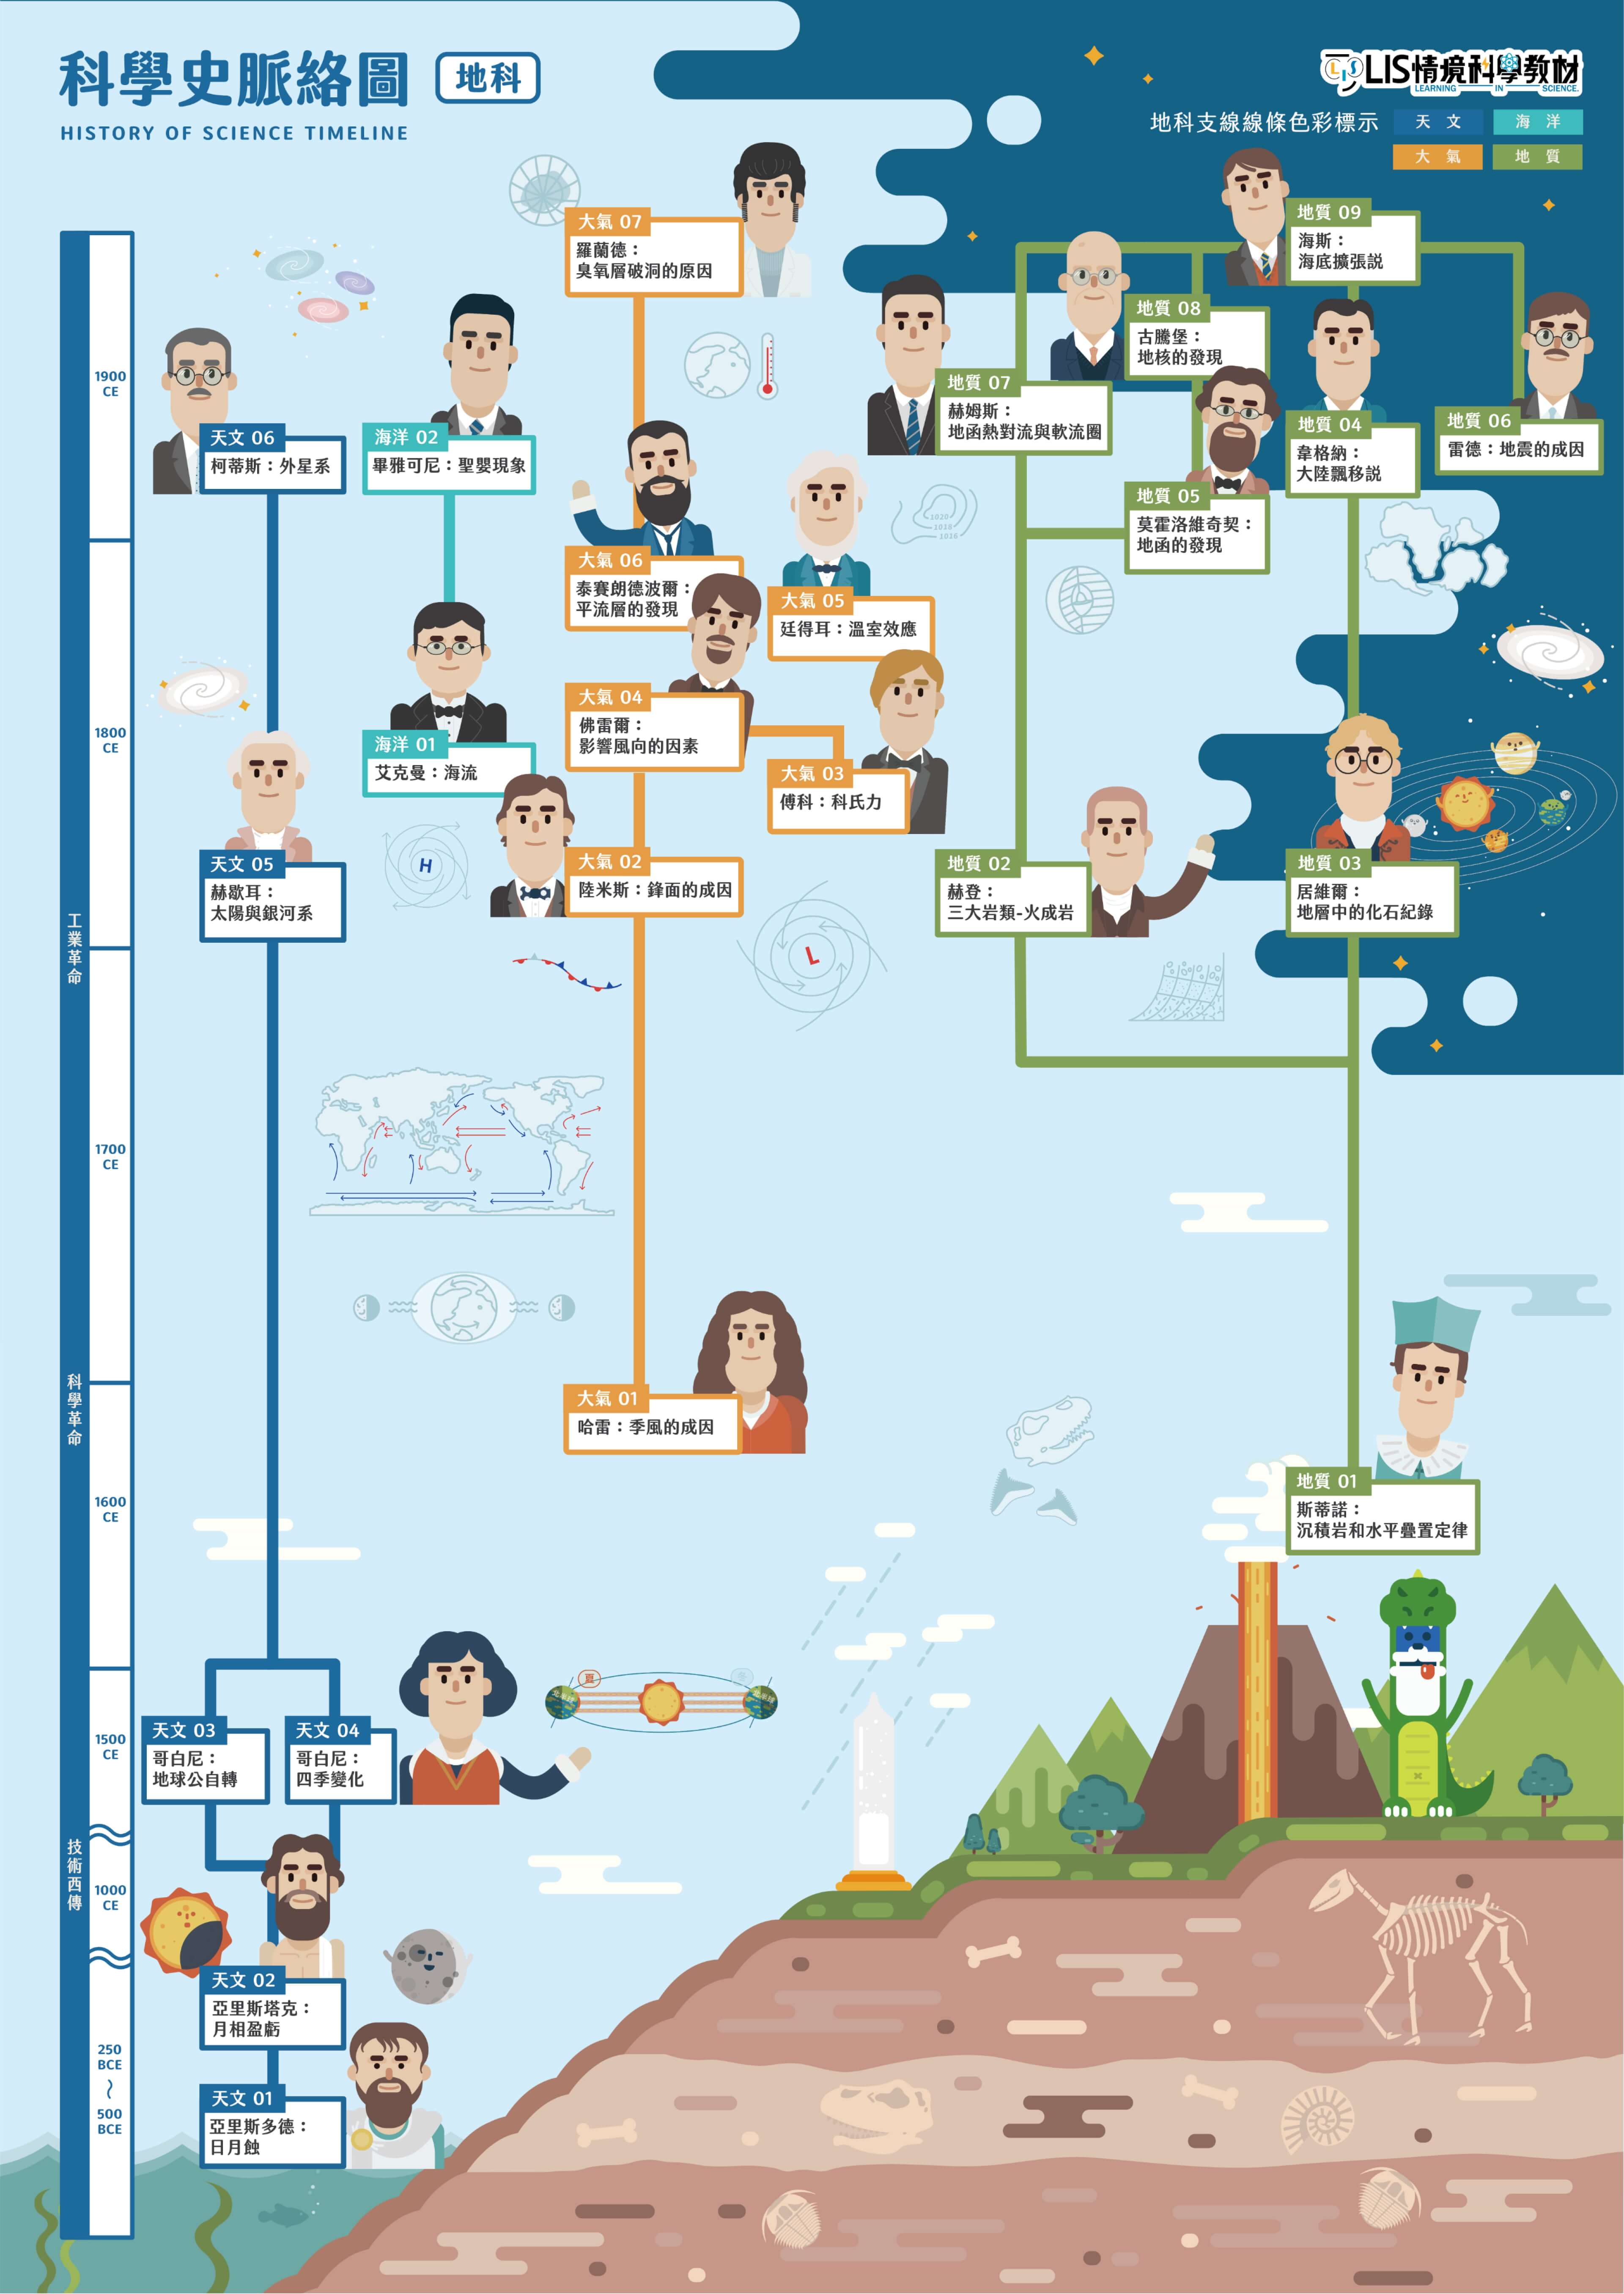 科學史脈絡圖
地科
HISTORY OF SCIENCE TIMELINE
LIS情境科學教材
LEARNING IN SCIENCE.
地科支線線條色彩標示
天文
海洋
大氣
地質
大氣 07
羅蘭德：
臭氧層破洞的原因
地質 09
海斯：
海底擴張説
地質 08
古騰堡：
地核的發現
1900
CE
地質 07
赫姆斯：
地函熱對流與軟流圈
地質 04
韋格納：
大陸飄移説
地質 06
雷德：地震的成因
天文 06
柯蒂斯：外星系
海洋 02
畢雅可尼：聖嬰現象
地質 05
莫霍洛維奇契：
地函的發現
1020
1018
1016
大氣 06
泰賽朗德波爾：
平流層的發現
大氣 05
廷得耳：溫室效應
大氣 04
佛雷爾：
影響風向的因素
1800
CE
海洋 01
艾克曼：海流
大氣 03
傅科：科氏力
天文 05
赫歇耳：
太陽與銀河系
H
大氣 02
陸米斯：鋒面的成因
地質 02
赫登：
三大岩類-火成岩
地質 03
居維爾：
地層中的化石紀錄
工業革命
L
1700
CE
科學革命
大氣 01
哈雷：季風的成因
1600
CE
地質 01
斯蒂諾：
沉積岩和水平疊置定律
夏
冬
1500
CE
天文 03
哥白尼：
地球公自轉
天文 04
哥白尼：
四季變化
技術西傳
1000
CE
天文 02
亞里斯塔克：
月相盈虧
250
BCE
500
BCE
天文 01
亞里斯多德：
日月蝕